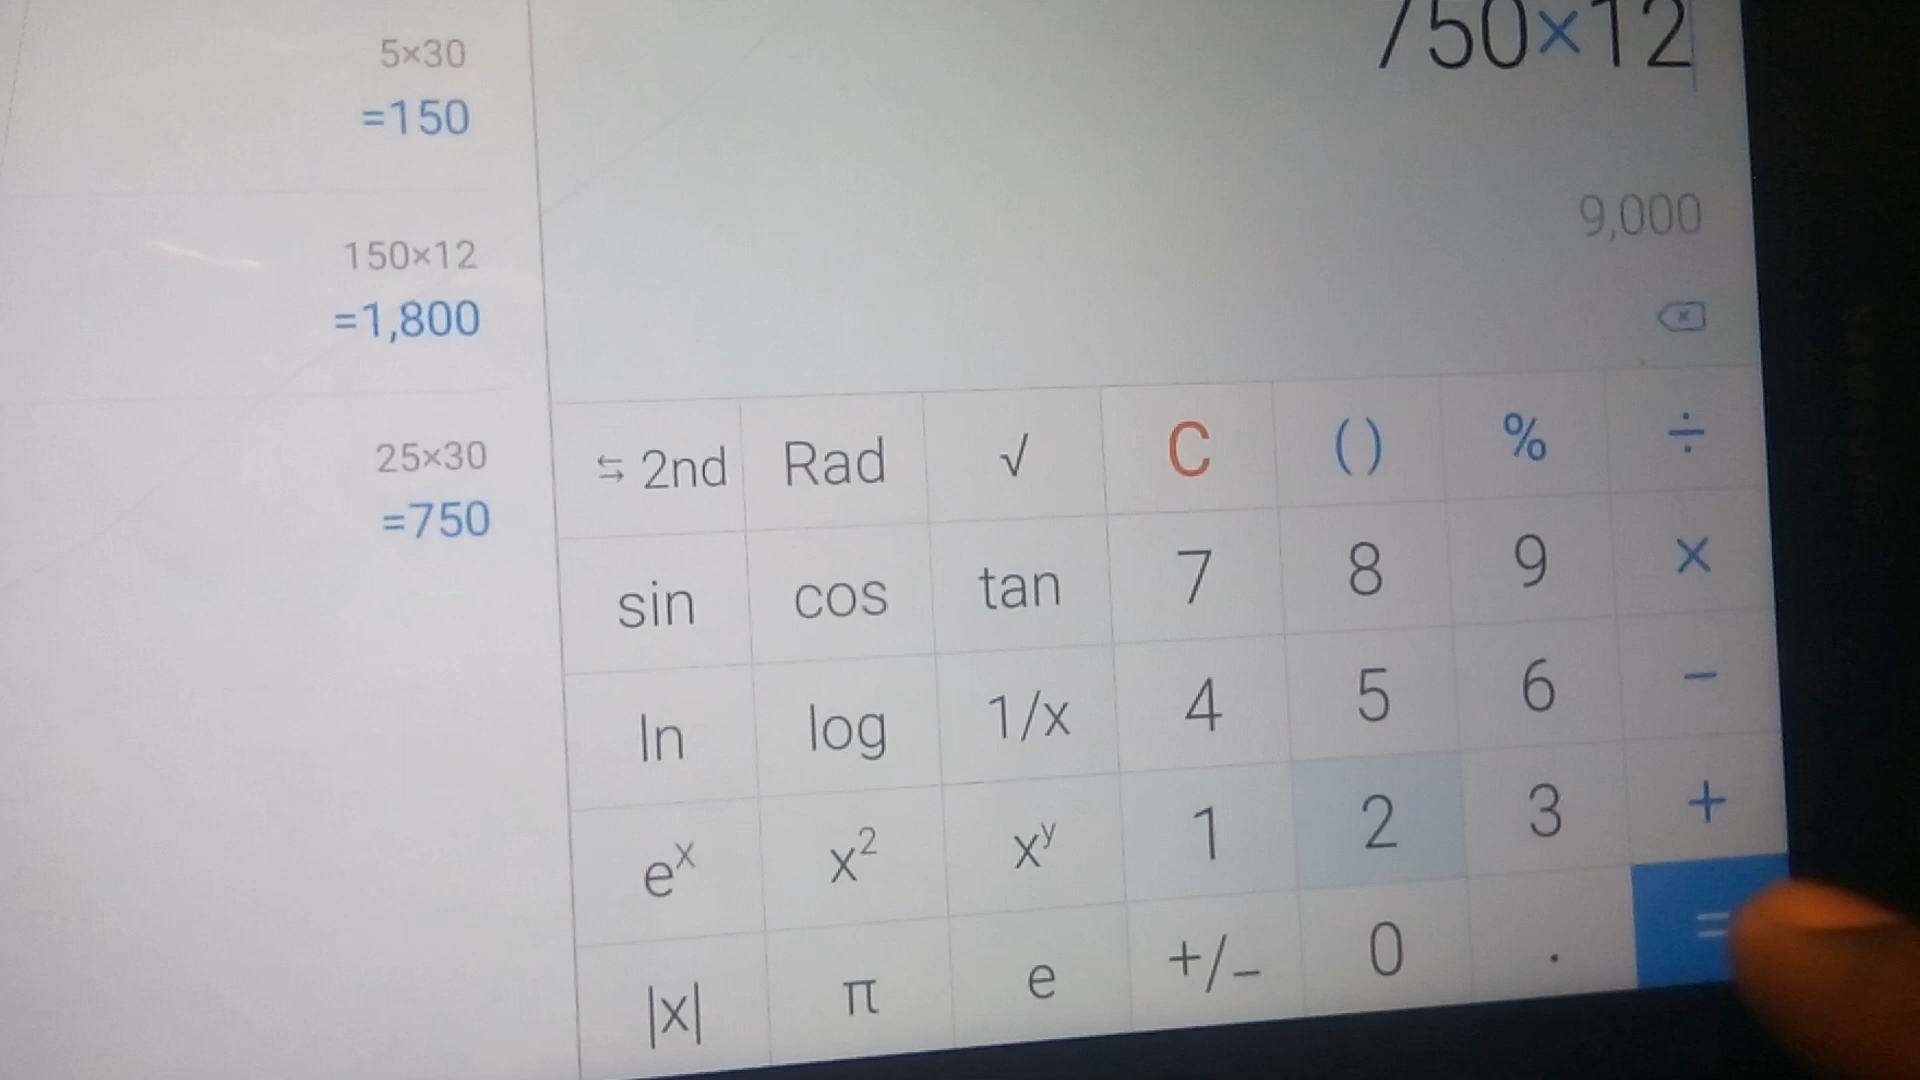 5×30
=150
150×12
=1,800
25×30
=750
750×12
9,000
⇆ 2nd Rad √ C () % ÷
sin cos tan 7 8 9 ×
ln log 1/x 4 5 6 −
eˣ x² xʸ 1 2 3 +
|x| π e +/− 0 . =